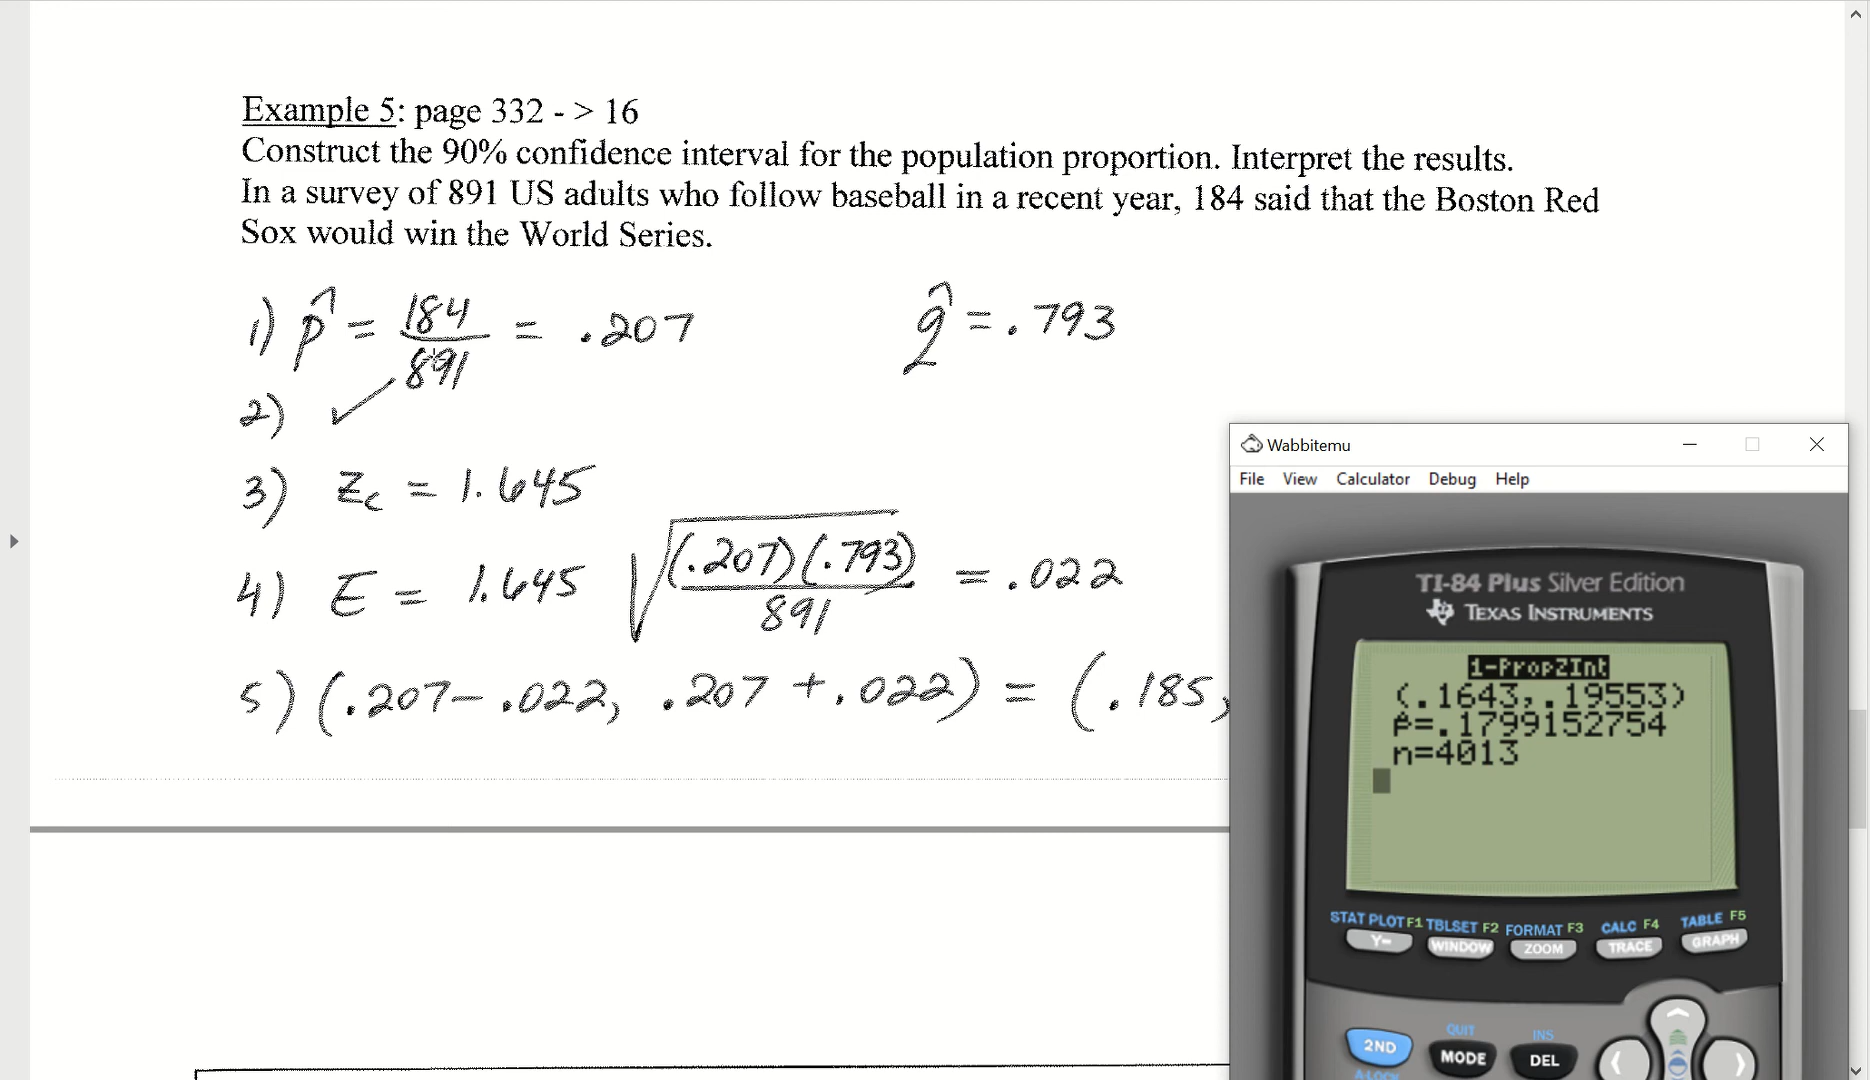 Example 5: page 332 - > 16
Construct the 90% confidence interval for the population proportion. Interpret the results.
In a survey of 891 US adults who follow baseball in a recent year, 184 said that the Boston Red
Sox would win the World Series.
1) p̂ = 184/891 = .207 q̂ = .793
2) ✓
3) Zc = 1.645
4) E = 1.645 √((.207)(.793)/891) = .022
5) (.207 - .022, .207 + .022) = (.185,
Wabbitemu
File View Calculator Debug Help
TI-84 Plus Silver Edition
TEXAS INSTRUMENTS
1-PropZInt
(.1643,.19553)
p̂=.1799152754
n=4013
STAT PLOT F1 TBLSET F2 FORMAT F3 CALC F4 TABLE F5
Y= WINDOW ZOOM TRACE GRAPH
QUIT INS
2ND MODE DEL
A-LOCK